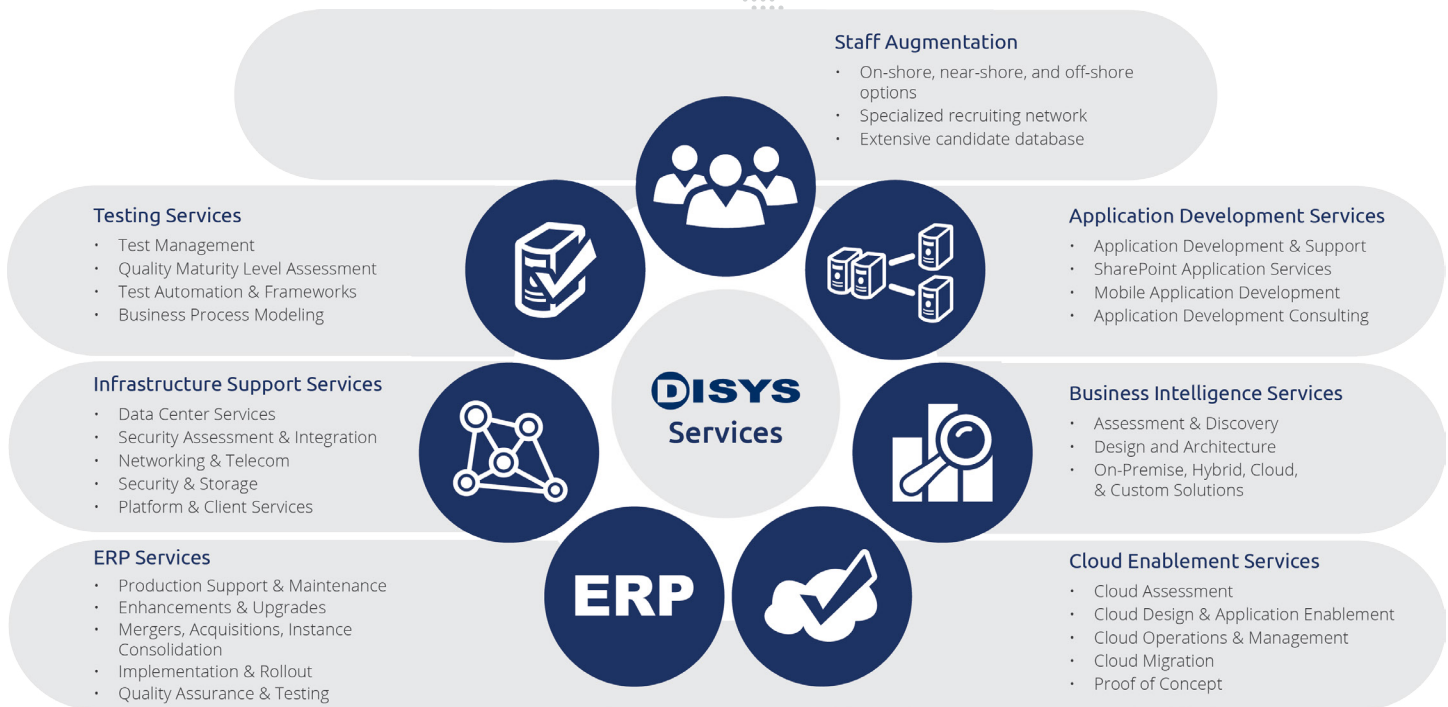 Staff Augmentation
• On-shore, near-shore, and off-shore
options
• Specialized recruiting network
• Extensive candidate database
Testing Services
• Test Management
• Quality Maturity Level Assessment
• Test Automation & Frameworks
• Business Process Modeling
Application Development Services
• Application Development & Support
• SharePoint Application Services
• Mobile Application Development
• Application Development Consulting
Infrastructure Support Services
• Data Center Services
• Security Assessment & Integration
• Networking & Telecom
• Security & Storage
• Platform & Client Services
DISYS
Services
Business Intelligence Services
• Assessment & Discovery
• Design and Architecture
• On-Premise, Hybrid, Cloud,
& Custom Solutions
ERP Services
• Production Support & Maintenance
• Enhancements & Upgrades
• Mergers, Acquisitions, Instance
Consolidation
• Implementation & Rollout
• Quality Assurance & Testing
ERP
Cloud Enablement Services
• Cloud Assessment
• Cloud Design & Application Enablement
• Cloud Operations & Management
• Cloud Migration
• Proof of Concept